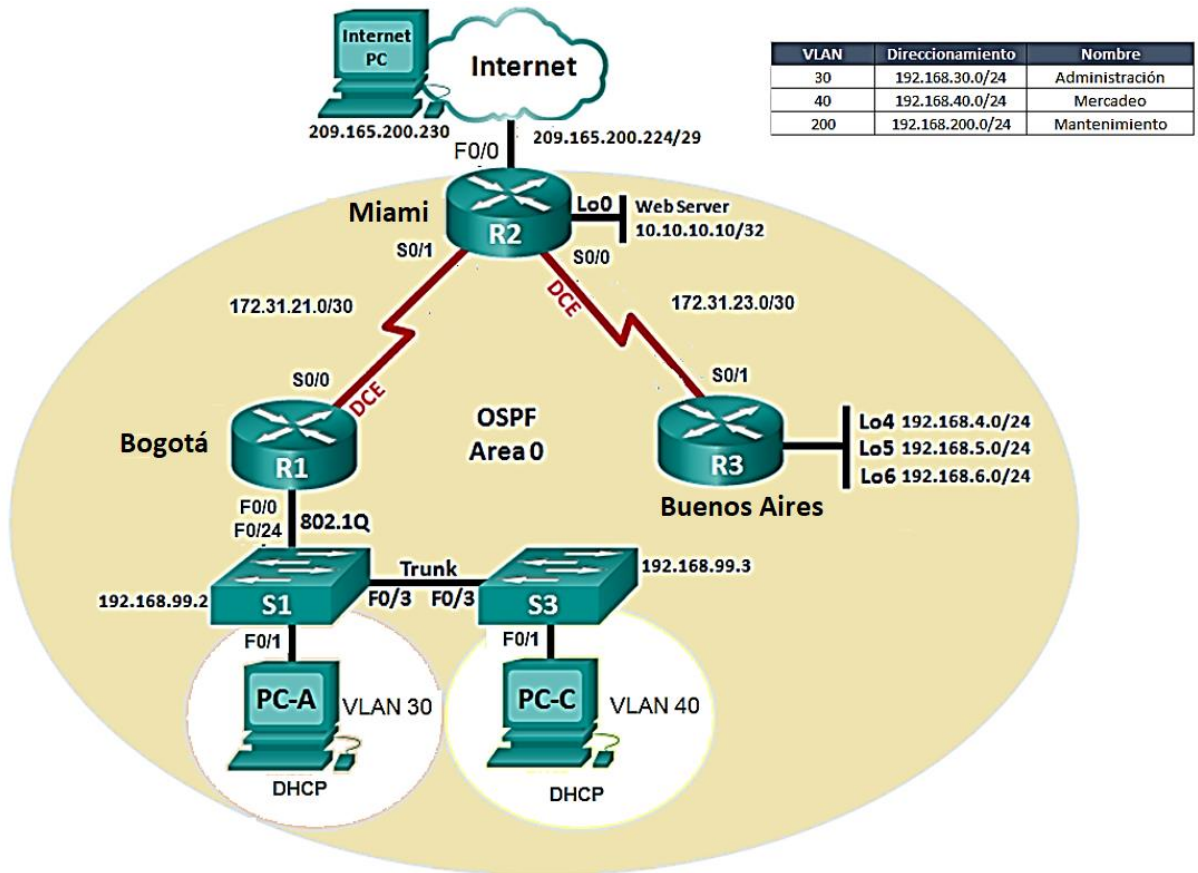 Internet
PC
Internet
209.165.200.230
209.165.200.224/29
F0/0
VLAN Direccionamiento Nombre
30 192.168.30.0/24 Administración
40 192.168.40.0/24 Mercadeo
200 192.168.200.0/24 Mantenimiento
Miami
R2
Lo0
Web Server
10.10.10.10/32
S0/1
S0/0
DCE
172.31.21.0/30
172.31.23.0/30
S0/0
DCE
S0/1
Bogotá
R1
OSPF
Area 0
R3
Buenos Aires
Lo4 192.168.4.0/24
Lo5 192.168.5.0/24
Lo6 192.168.6.0/24
F0/0
F0/24
802.1Q
192.168.99.2
S1
Trunk
F0/3 F0/3
S3
192.168.99.3
F0/1
F0/1
PC-A
VLAN 30
DHCP
PC-C
VLAN 40
DHCP